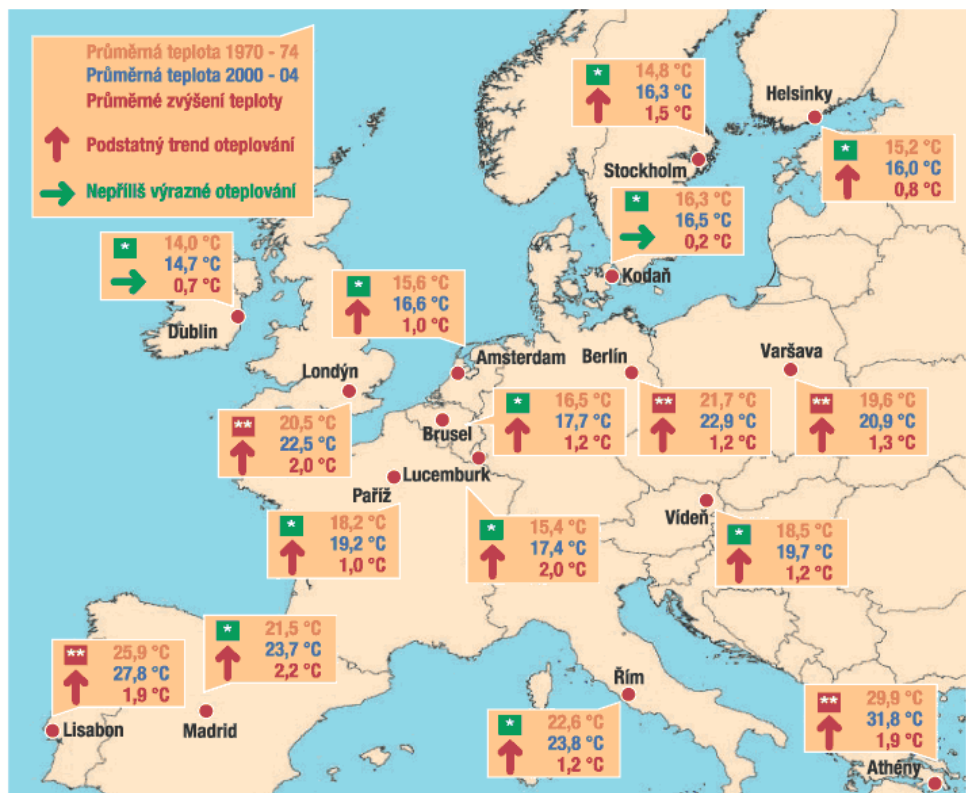 Průměrná teplota 1970 - 74
Průměrná teplota 2000 - 04
Průměrné zvýšení teploty
Podstatný trend oteplování
Nepříliš výrazné oteplování
*
14,8 °C
16,3 °C
1,5 °C
Stockholm
Helsinky
*
15,2 °C
16,0 °C
0,8 °C
*
16,3 °C
16,5 °C
0,2 °C
Kodaň
*
14,0 °C
14,7 °C
0,7 °C
Dublin
*
15,6 °C
16,6 °C
1,0 °C
Amsterdam
Londýn
**
20,5 °C
22,5 °C
2,0 °C
Brusel
*
16,5 °C
17,7 °C
1,2 °C
Berlín
**
21,7 °C
22,9 °C
1,2 °C
Varšava
**
19,6 °C
20,9 °C
1,3 °C
Paříž
*
18,2 °C
19,2 °C
1,0 °C
Lucemburk
*
15,4 °C
17,4 °C
2,0 °C
Vídeň
*
18,5 °C
19,7 °C
1,2 °C
**
25,9 °C
27,8 °C
1,9 °C
Lisabon
*
21,5 °C
23,7 °C
2,2 °C
Madrid
Řím
*
22,6 °C
23,8 °C
1,2 °C
**
29,9 °C
31,8 °C
1,9 °C
Athény